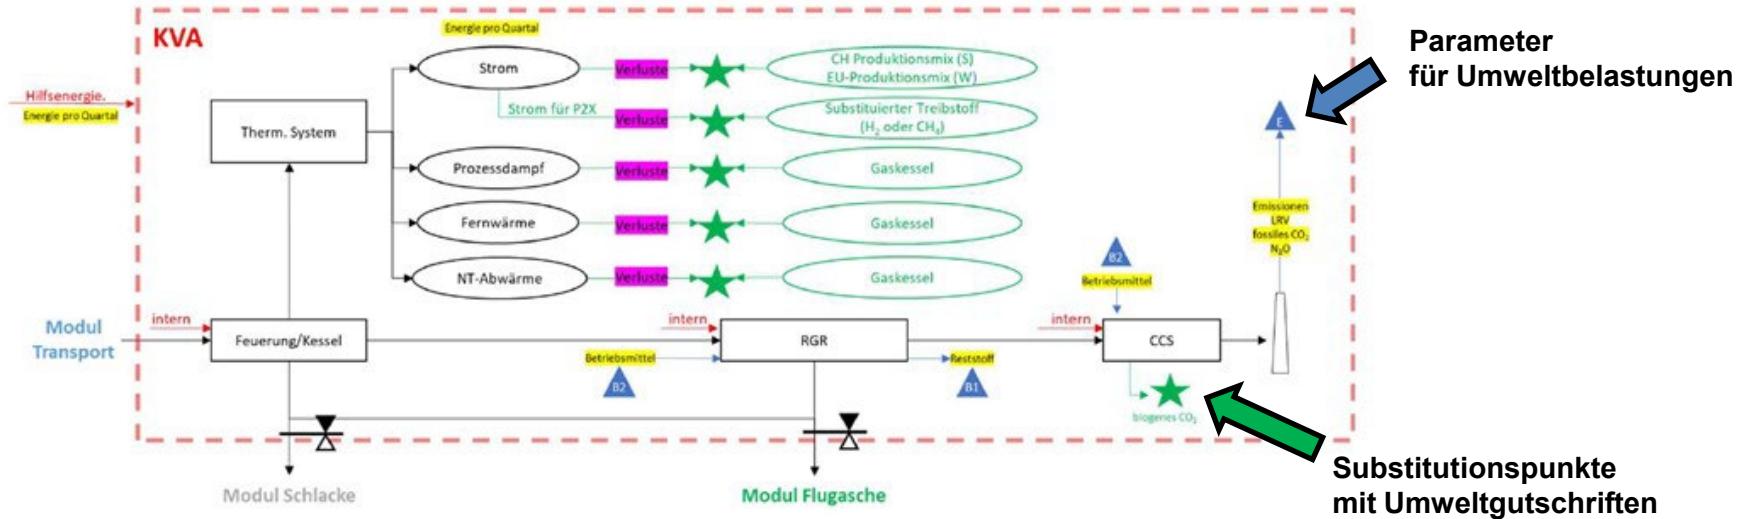 KVA
Energie pro Quartal
Strom
Verluste
CH Produktionsmix (S)
EU-Produktionsmix (W)
Parameter
für Umweltbelastungen
Hilfsenergie.
Energie pro Quartal
Therm. System
Strom für P2X
Verluste
Substituierter Treibstoff
(H₂ oder CH₄)
E
Prozessdampf
Verluste
Gaskessel
Fernwärme
Verluste
Gaskessel
Emissionen
LRV
fossiles CO₂
N₂O
NT-Abwärme
Verluste
Gaskessel
B2
Betriebsmittel
Modul
Transport
intern
Feuerung/Kessel
intern
RGR
intern
CCS
Betriebsmittel
B2
Reststoff
B1
biogenes CO₂
Modul Schlacke
Modul Flugasche
Substitutionspunkte
mit Umweltgutschriften